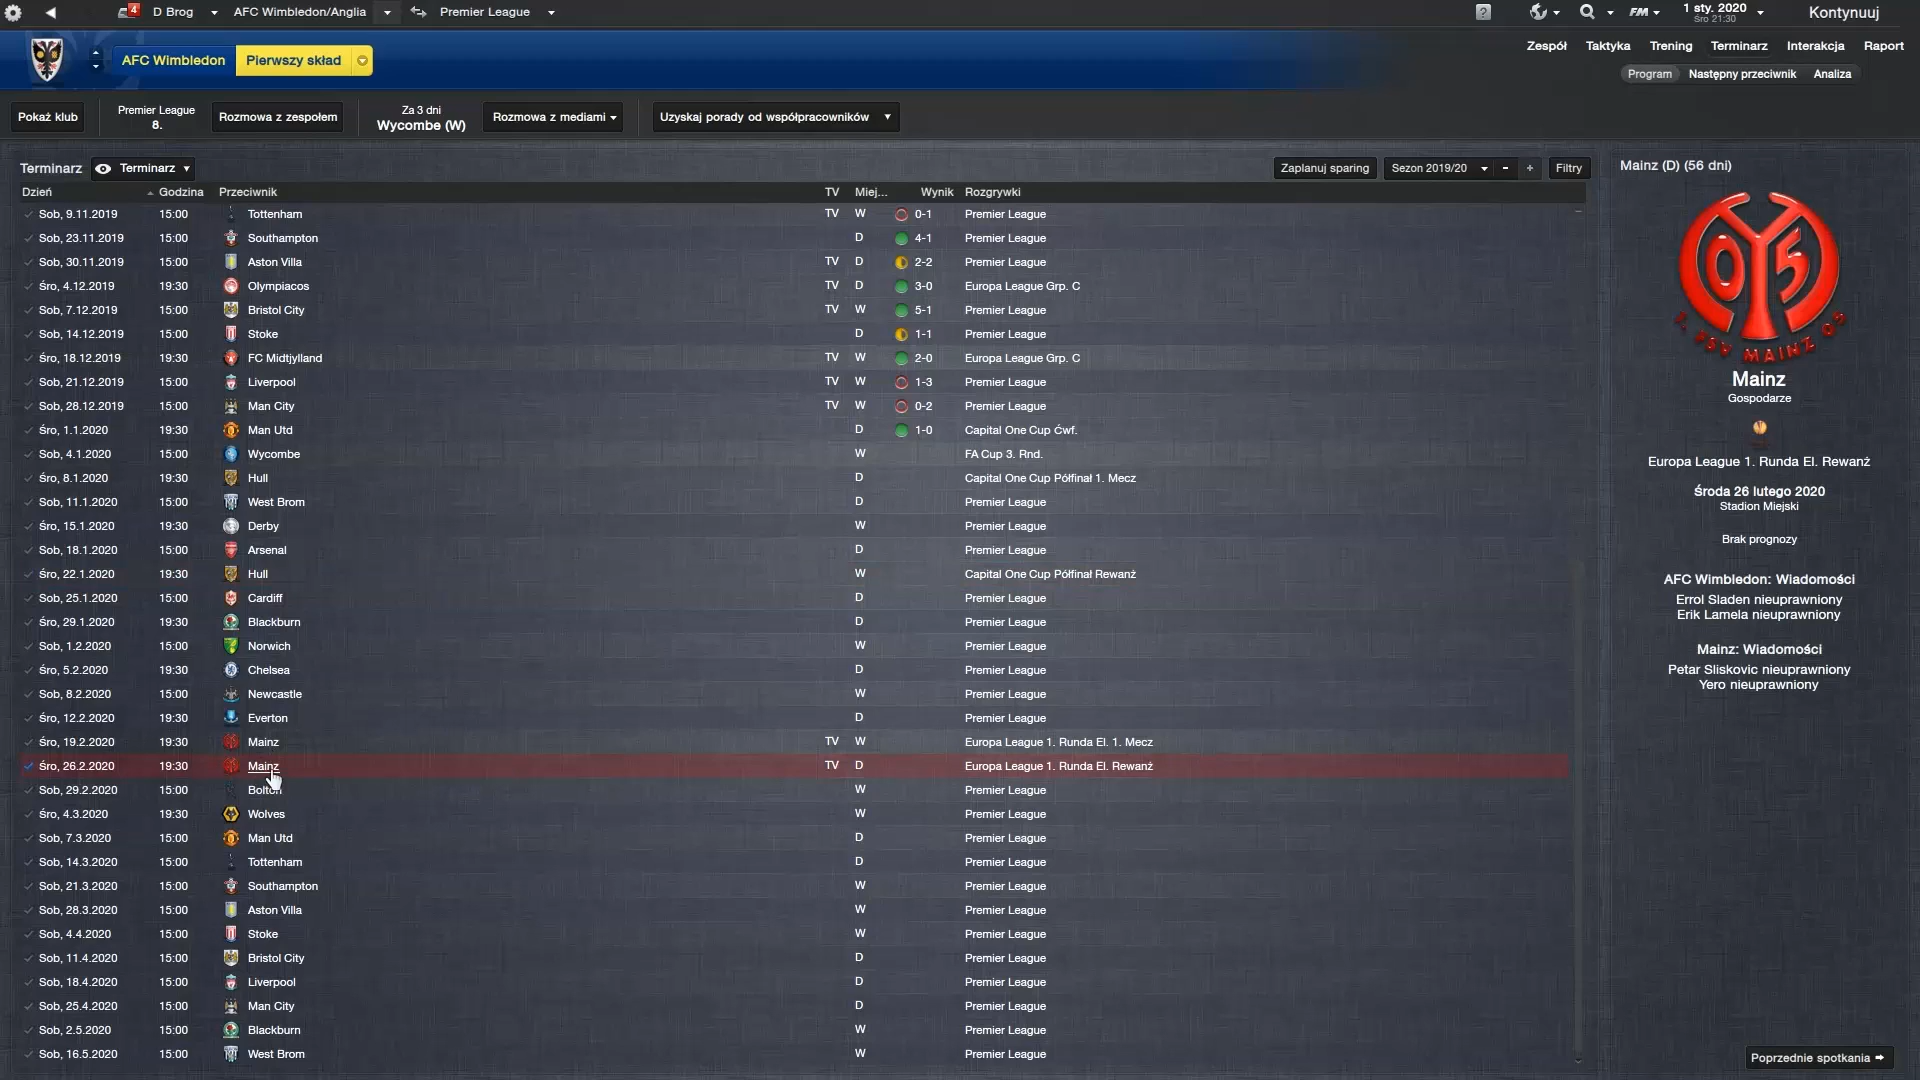 4 D Brog AFC Wimbledon/Anglia Premier League ? FM 1 sty. 2020 Kontynuuj
Śro 21:30
AFC Wimbledon Pierwszy skład
Zespół Taktyka Trening Terminarz Interakcja Raport
Program Następny przeciwnik Analiza
Pokaż klub
Premier League
8.
Rozmowa z zespołem
Za 3 dni
Wycombe (W)
Rozmowa z mediami
Uzyskaj porady od współpracowników
Terminarz Terminarz Zaplanuj sparing Sezon 2019/20 - + Filtry
Dzień Godzina Przeciwnik TV Miej... Wynik Rozgrywki
Sob, 9.11.2019 15:00 Tottenham TV W 0-1 Premier League
Sob, 23.11.2019 15:00 Southampton D 4-1 Premier League
Sob, 30.11.2019 15:00 Aston Villa TV D 2-2 Premier League
Śro, 4.12.2019 19:30 Olympiacos TV D 3-0 Europa League Grp. C
Sob, 7.12.2019 15:00 Bristol City TV W 5-1 Premier League
Sob, 14.12.2019 15:00 Stoke D 1-1 Premier League
Śro, 18.12.2019 19:30 FC Midtjylland TV W 2-0 Europa League Grp. C
Sob, 21.12.2019 15:00 Liverpool TV W 1-3 Premier League
Sob, 28.12.2019 15:00 Man City TV W 0-2 Premier League
Śro, 1.1.2020 19:30 Man Utd D 1-0 Capital One Cup Ćwf.
Sob, 4.1.2020 15:00 Wycombe W FA Cup 3. Rnd.
Śro, 8.1.2020 19:30 Hull D Capital One Cup Półfinał 1. Mecz
Sob, 11.1.2020 15:00 West Brom D Premier League
Śro, 15.1.2020 19:30 Derby W Premier League
Sob, 18.1.2020 15:00 Arsenal D Premier League
Śro, 22.1.2020 19:30 Hull W Capital One Cup Półfinał Rewanż
Sob, 25.1.2020 15:00 Cardiff D Premier League
Śro, 29.1.2020 19:30 Blackburn D Premier League
Sob, 1.2.2020 15:00 Norwich W Premier League
Śro, 5.2.2020 19:30 Chelsea D Premier League
Sob, 8.2.2020 15:00 Newcastle W Premier League
Śro, 12.2.2020 19:30 Everton D Premier League
Śro, 19.2.2020 19:30 Mainz TV W Europa League 1. Runda El. 1. Mecz
Śro, 26.2.2020 19:30 Mainz TV D Europa League 1. Runda El. Rewanż
Sob, 29.2.2020 15:00 Bolton W Premier League
Śro, 4.3.2020 19:30 Wolves W Premier League
Sob, 7.3.2020 15:00 Man Utd D Premier League
Sob, 14.3.2020 15:00 Tottenham D Premier League
Sob, 21.3.2020 15:00 Southampton W Premier League
Sob, 28.3.2020 15:00 Aston Villa W Premier League
Sob, 4.4.2020 15:00 Stoke W Premier League
Sob, 11.4.2020 15:00 Bristol City D Premier League
Sob, 18.4.2020 15:00 Liverpool D Premier League
Sob, 25.4.2020 15:00 Man City D Premier League
Sob, 2.5.2020 15:00 Blackburn W Premier League
Sob, 16.5.2020 15:00 West Brom W Premier League
Mainz (D) (56 dni)
05
1. FSV MAINZ 05
Mainz
Gospodarze
Europa League 1. Runda El. Rewanż
Środa 26 lutego 2020
Stadion Miejski
Brak prognozy
AFC Wimbledon: Wiadomości
Errol Sladen nieuprawniony
Erik Lamela nieuprawniony
Mainz: Wiadomości
Petar Sliskovic nieuprawniony
Yero nieuprawniony
Poprzednie spotkania